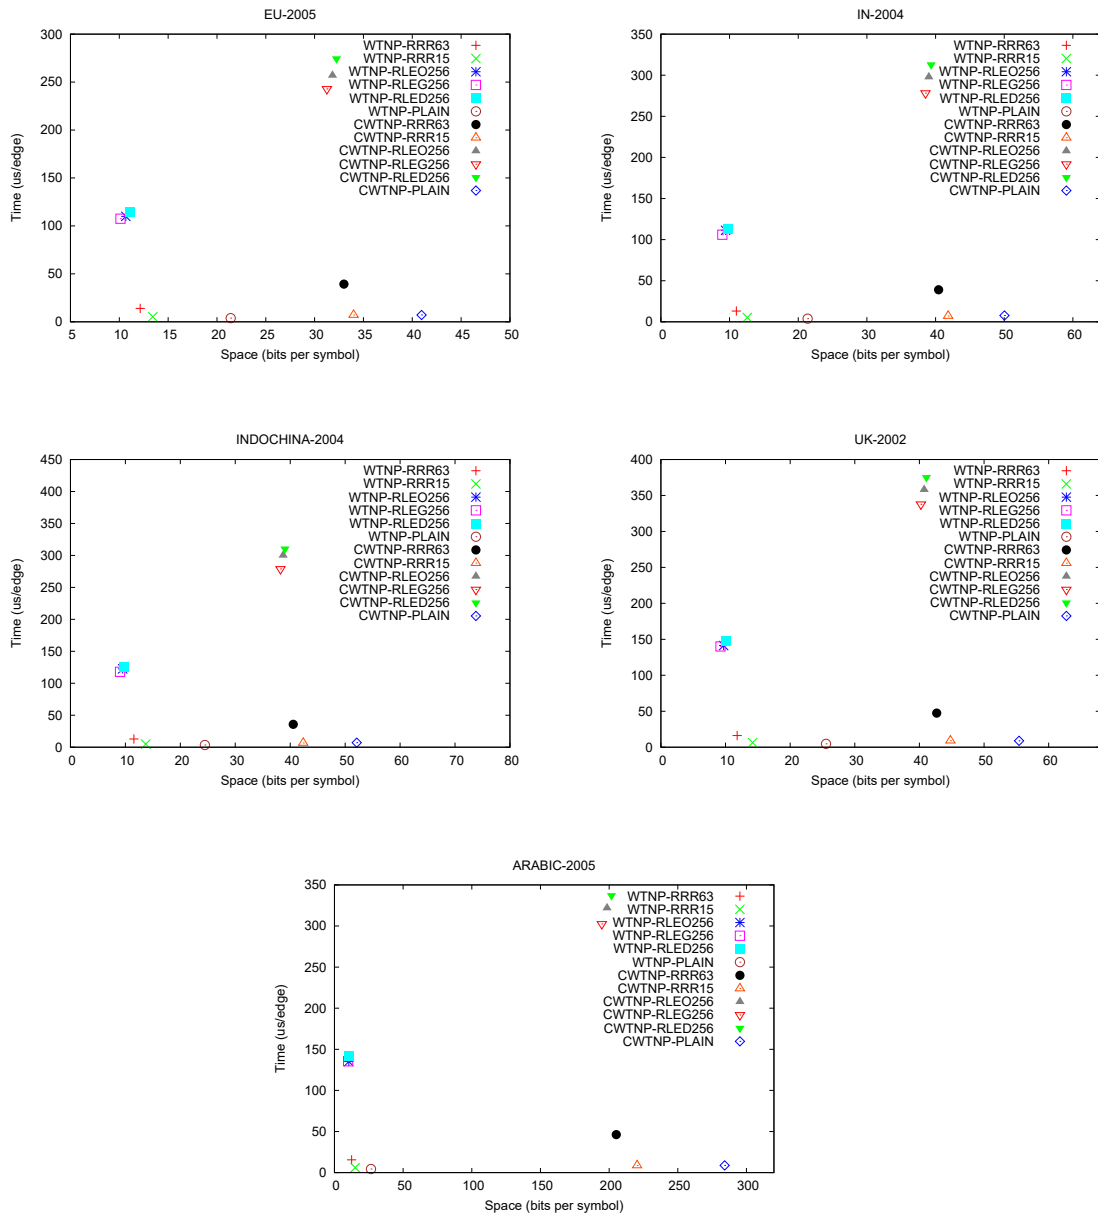 EU-2005
300
250
200
150
100
50
0
0 5 10 15 20 25 30 35 40 45 50
Time (us/edge)
Space (bits per symbol)
WTNP-RRR63
WTNP-RRR15
WTNP-RLEO256
WTNP-RLEG256
WTNP-RLED256
WTNP-PLAIN
CWTNP-RRR63
CWTNP-RRR15
CWTNP-RLEO256
CWTNP-RLEG256
CWTNP-RLED256
CWTNP-PLAIN
IN-2004
350
300
250
200
150
100
50
0
0 10 20 30 40 50 60
Time (us/edge)
Space (bits per symbol)
WTNP-RRR63
WTNP-RRR15
WTNP-RLEO256
WTNP-RLEG256
WTNP-RLED256
WTNP-PLAIN
CWTNP-RRR63
CWTNP-RRR15
CWTNP-RLEO256
CWTNP-RLEG256
CWTNP-RLED256
CWTNP-PLAIN
INDOCHINA-2004
450
400
350
300
250
200
150
100
50
0
0 10 20 30 40 50 60 70 80
Time (us/edge)
Space (bits per symbol)
WTNP-RRR63
WTNP-RRR15
WTNP-RLEO256
WTNP-RLEG256
WTNP-RLED256
WTNP-PLAIN
CWTNP-RRR63
CWTNP-RRR15
CWTNP-RLEO256
CWTNP-RLEG256
CWTNP-RLED256
CWTNP-PLAIN
UK-2002
400
350
300
250
200
150
100
50
0
0 10 20 30 40 50 60
Time (us/edge)
Space (bits per symbol)
WTNP-RRR63
WTNP-RRR15
WTNP-RLEO256
WTNP-RLEG256
WTNP-RLED256
WTNP-PLAIN
CWTNP-RRR63
CWTNP-RRR15
CWTNP-RLEO256
CWTNP-RLEG256
CWTNP-RLED256
CWTNP-PLAIN
ARABIC-2005
350
300
250
200
150
100
50
0
0 50 100 150 200 250 300
Time (us/edge)
Space (bits per symbol)
WTNP-RRR63
WTNP-RRR15
WTNP-RLEO256
WTNP-RLEG256
WTNP-RLED256
WTNP-PLAIN
CWTNP-RRR63
CWTNP-RRR15
CWTNP-RLEO256
CWTNP-RLEG256
CWTNP-RLED256
CWTNP-PLAIN